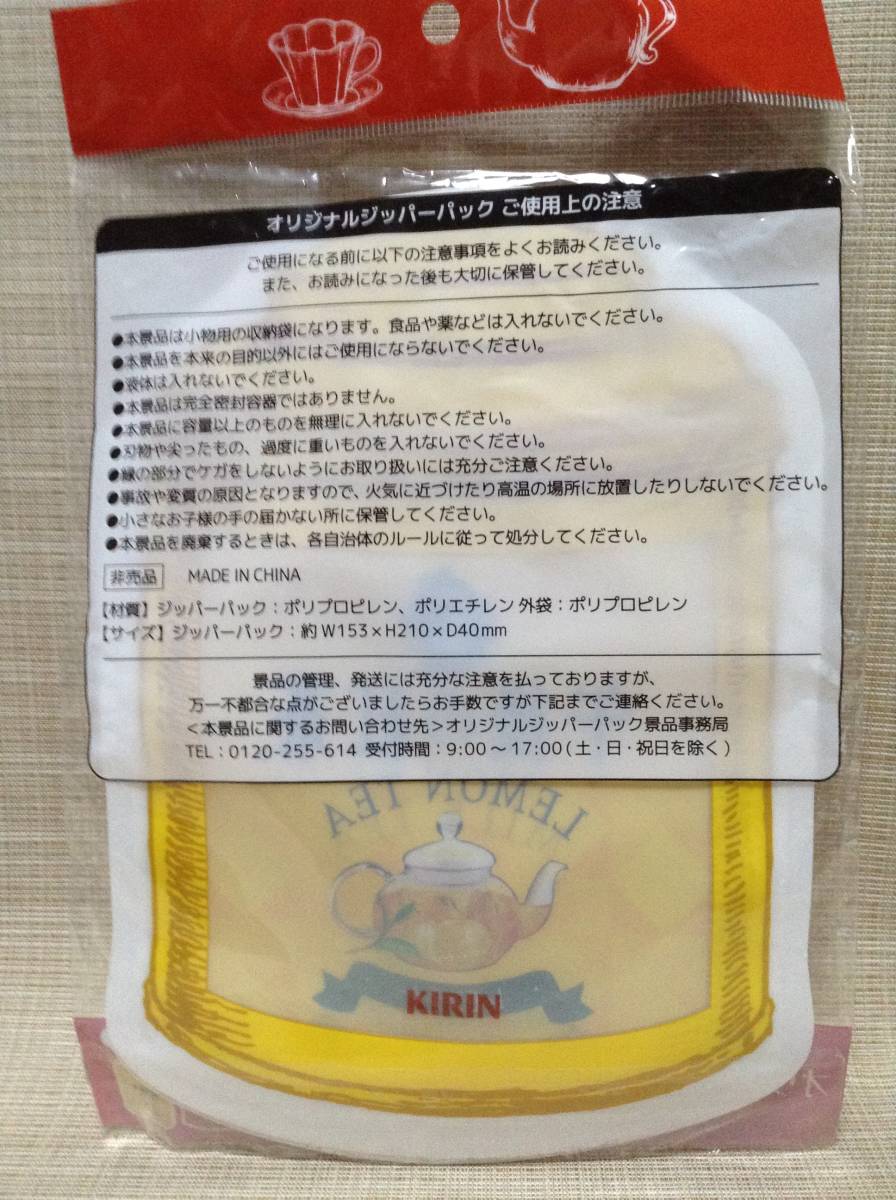 オリジナルジッパーパック ご使用上の注意
ご使用になる前に以下の注意事項をよくお読みください。
また、お読みになった後も大切に保管してください。
●本景品は小物用の収納袋になります。食品や薬などは入れないでください。
●本景品を本来の目的以外にはご使用にならないでください。
●液体は入れないでください。
●本景品は完全密封容器ではありません。
●本景品に容量以上のものを無理に入れないでください。
●刃物や尖ったもの、過度に重いものを入れないでください。
●縁の部分でケガをしないようにお取り扱いには充分ご注意ください。
●事故や変質の原因となりますので、火気に近づけたり高温の場所に放置したりしないでください。
●小さなお子様の手の届かない所に保管してください。
●本景品を廃棄するときは、各自治体のルールに従って処分してください。
非売品 MADE IN CHINA
【材質】ジッパーパック：ポリプロピレン、ポリエチレン 外袋：ポリプロピレン
【サイズ】ジッパーパック：約W153×H210×D40mm
景品の管理、発送には充分な注意を払っておりますが、
万一不都合な点がございましたらお手数ですが下記までご連絡ください。
＜本景品に関するお問い合わせ先＞オリジナルジッパーパック景品事務局
TEL：0120-255-614 受付時間：9:00～17:00(土・日・祝日を除く)
LEMON TEA
KIRIN